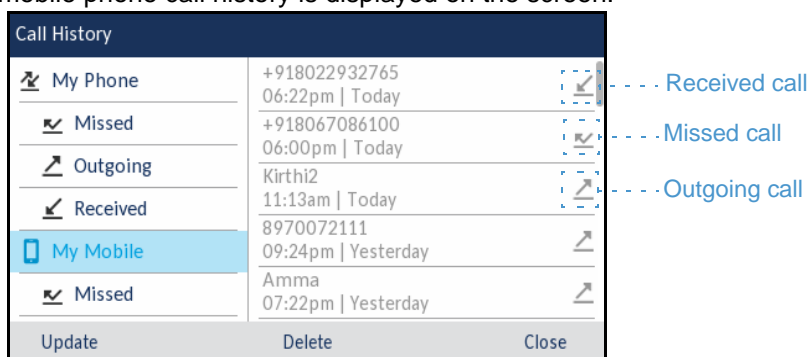 mobile phone call history is displayed on the screen.
Call History
My Phone
Missed
Outgoing
Received
My Mobile
Missed
+918022932765
06:22pm | Today
+918067086100
06:00pm | Today
Kirthi2
11:13am | Today
8970072111
09:24pm | Yesterday
Amma
07:22pm | Yesterday
Update
Delete
Close
Received call
Missed call
Outgoing call